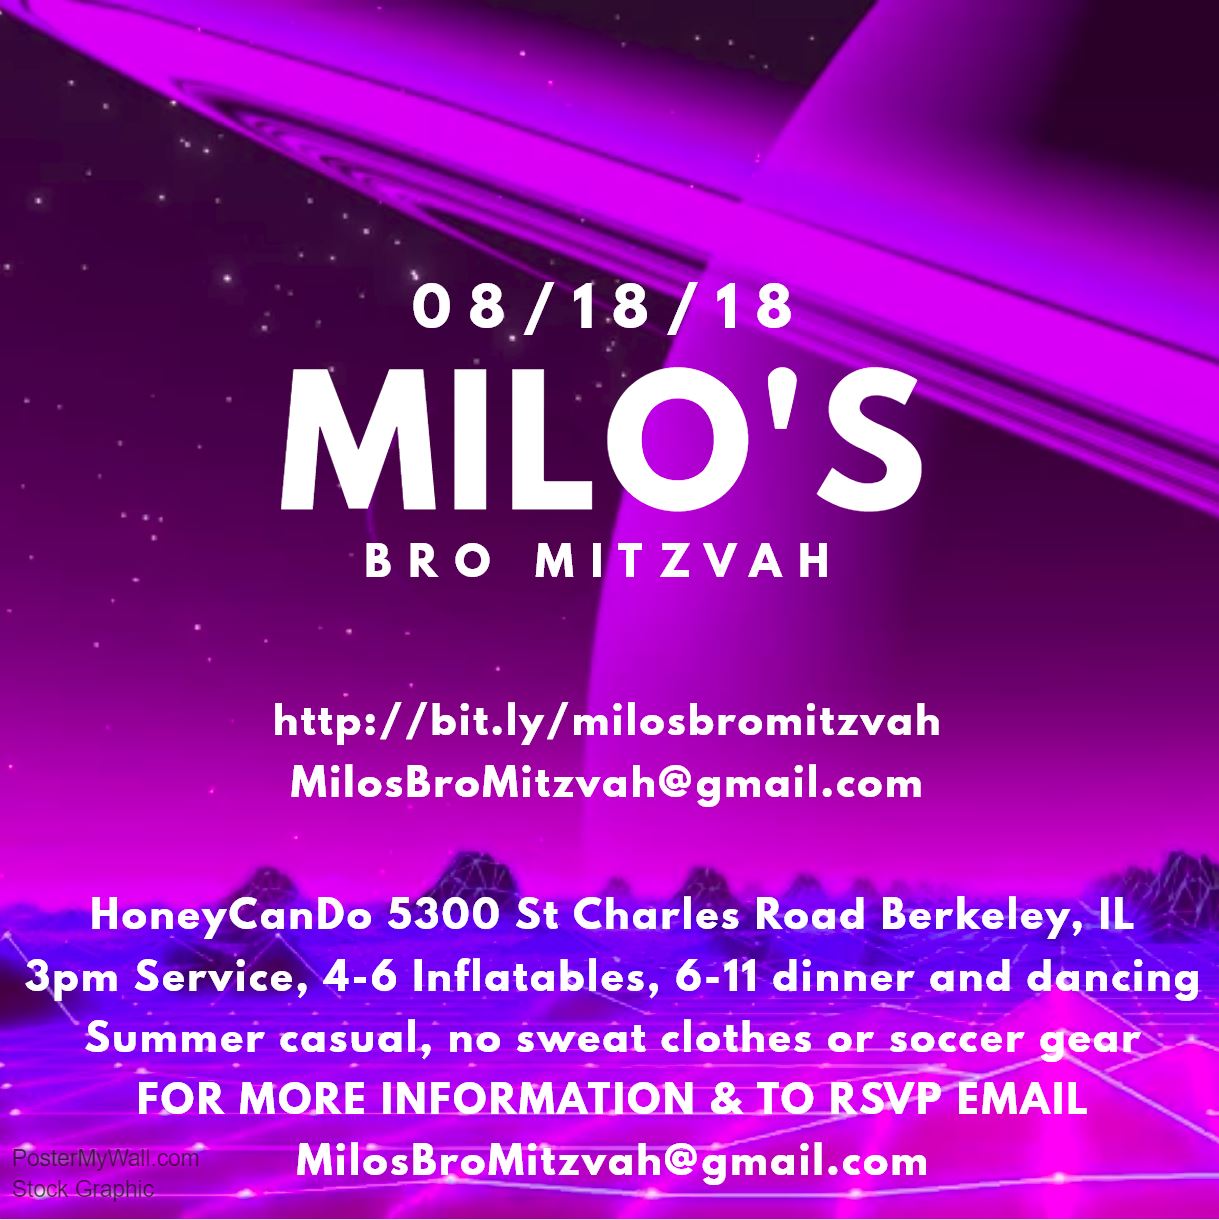 08/18/18
MILO'S
BRO MITZVAH
http://bit.ly/milosbromitzvah
MilosBroMitzvah@gmail.com
HoneyCanDo 5300 St Charles Road Berkeley, IL
3pm Service, 4-6 Inflatables, 6-11 dinner and dancing
Summer casual, no sweat clothes or soccer gear
FOR MORE INFORMATION & TO RSVP EMAIL
MilosBroMitzvah@gmail.com
PosterMyWall.com
Stock Graphic